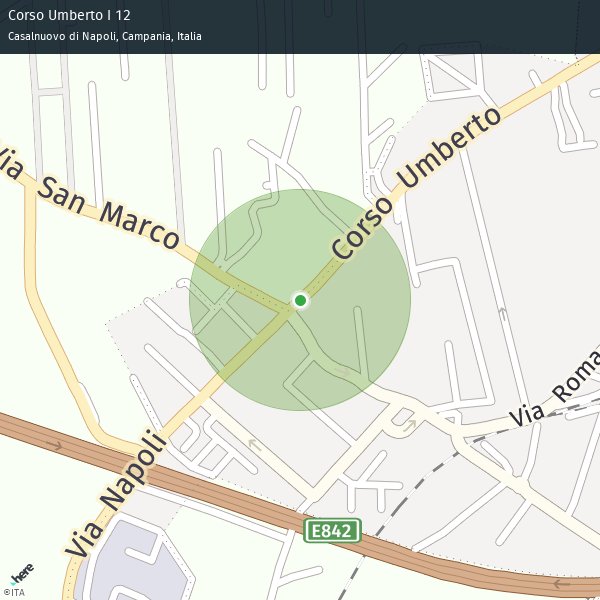 Corso Umberto I 12
Casalnuovo di Napoli, Campania, Italia
Via San Marco
Corso Umberto
Via Roma
Via Napoli
E842
here
©ITA